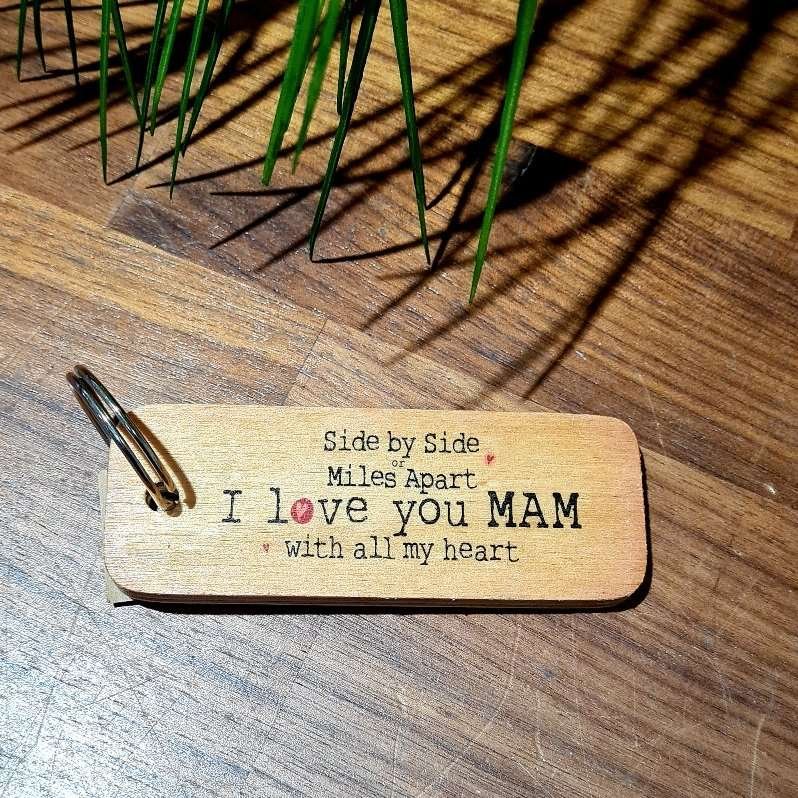 Side by Side
or
Miles Apart
I love you MAM
with all my heart